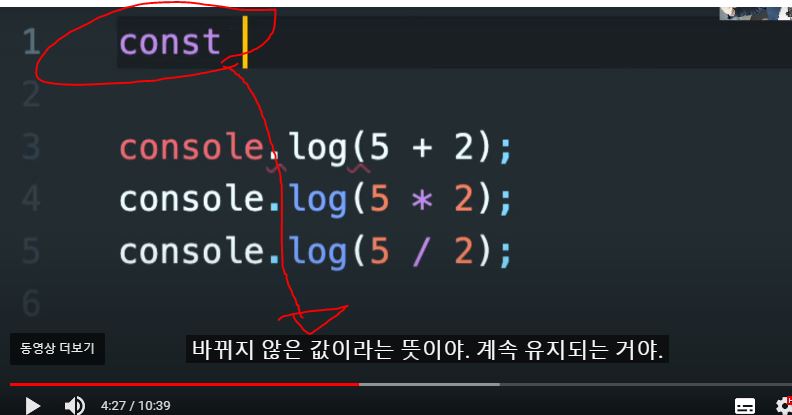 1 const
2
3 console.log(5 + 2);
4 console.log(5 * 2);
5 console.log(5 / 2);
6
동영상 더보기
바뀌지 않은 값이라는 뜻이야. 계속 유지되는 거야.
4:27 / 10:39